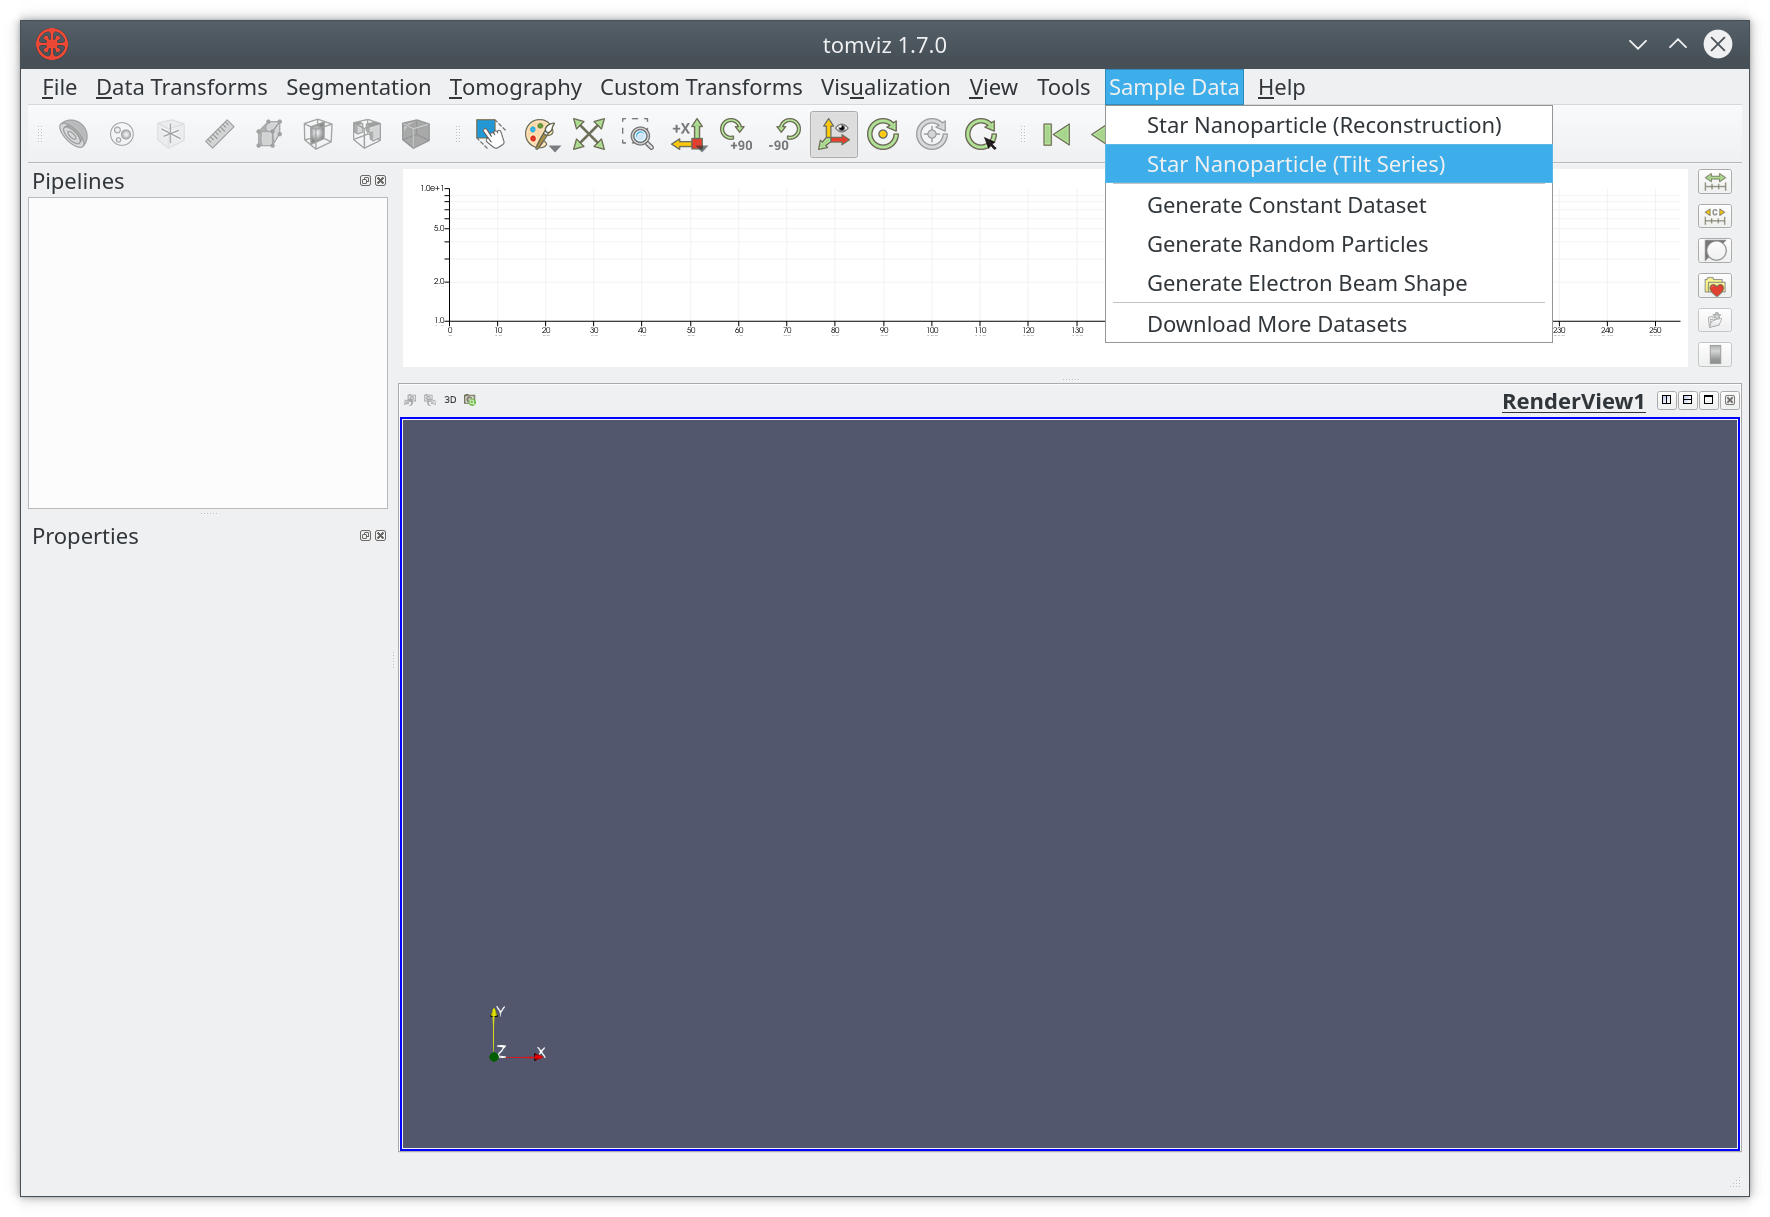 tomviz 1.7.0
File Data Transforms Segmentation Tomography Custom Transforms Visualization View Tools Sample Data Help
Star Nanoparticle (Reconstruction)
Star Nanoparticle (Tilt Series)
Generate Constant Dataset
Generate Random Particles
Generate Electron Beam Shape
Download More Datasets
+X
+90
-90
Pipelines
1.0e+1
5.0
2.0
1.0
0 10 20 30 40 50 60 70 80 90 100 110 120 130 230 240 250
C
3D
RenderView1
Properties
Y
Z
X